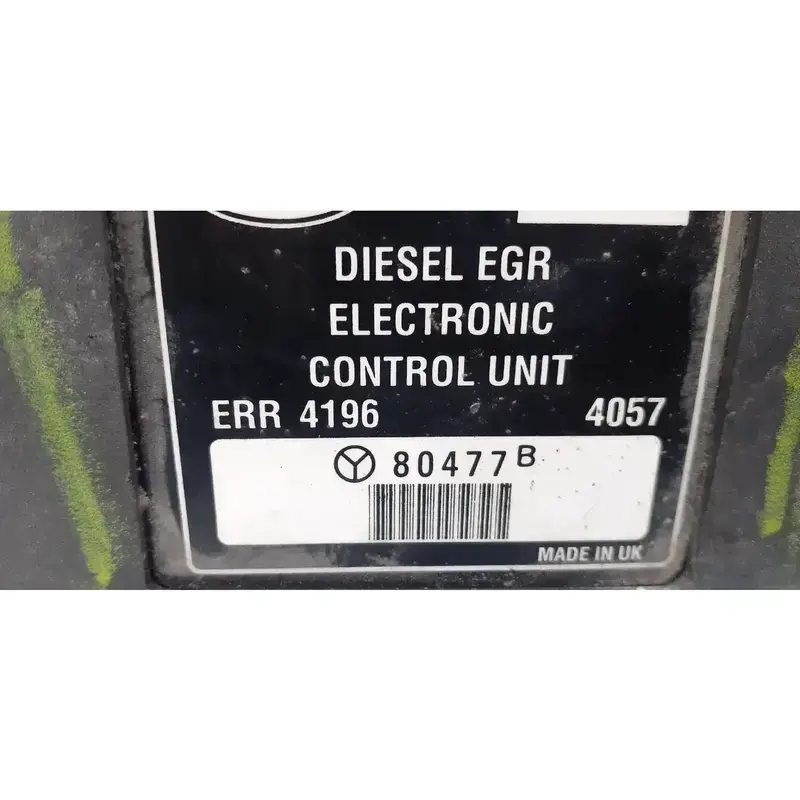 DIESEL EGR
ELECTRONIC
CONTROL UNIT
ERR 4196 4057
80477B
MADE IN UK